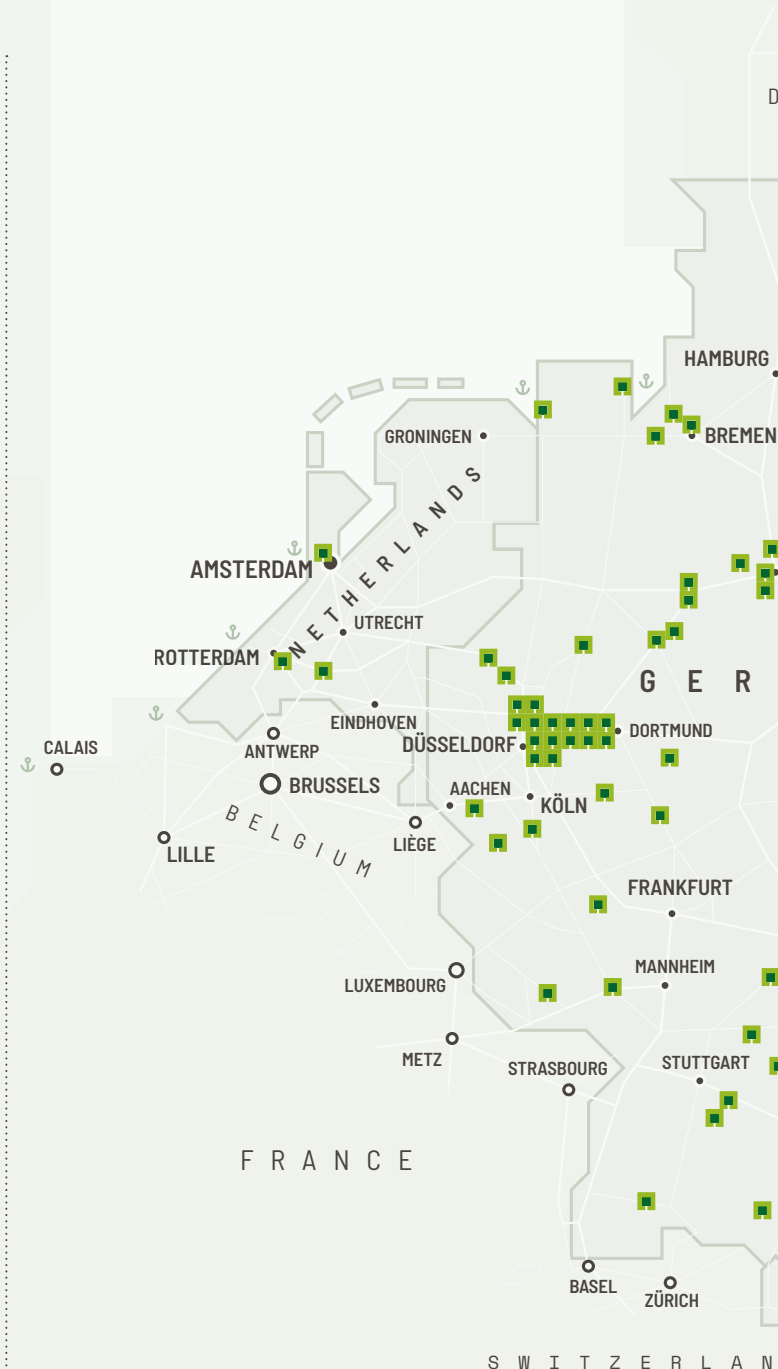 D
HAMBURG
GRONINGEN
BREMEN
NETHERLANDS
AMSTERDAM
UTRECHT
ROTTERDAM
GER
EINDHOVEN
DORTMUND
ANTWERP
DÜSSELDORF
CALAIS
BRUSSELS
AACHEN
KÖLN
BELGIUM
LIÈGE
LILLE
FRANKFURT
MANNHEIM
LUXEMBOURG
METZ
STUTTGART
STRASBOURG
FRANCE
BASEL
ZÜRICH
SWITZERLAN